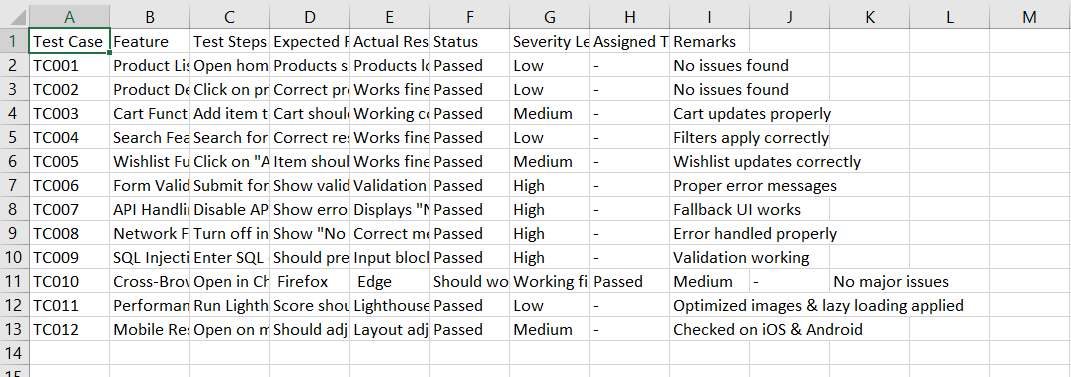 A B C D E F G H I J K L M
1 Test Case Feature Test Steps Expected F Actual Res Status Severity Le Assigned T Remarks
2 TC001 Product Lis Open hom Products s Products lo Passed Low - No issues found
3 TC002 Product De Click on pr Correct pro Works fine Passed Low - No issues found
4 TC003 Cart Funct Add item t Cart shoul Working co Passed Medium - Cart updates properly
5 TC004 Search Fea Search for Correct res Works fine Passed Low - Filters apply correctly
6 TC005 Wishlist Fu Click on "A Item shoul Works fine Passed Medium - Wishlist updates correctly
7 TC006 Form Valid Submit for Show valid Validation Passed High - Proper error messages
8 TC007 API Handli Disable AP Show erro Displays "N Passed High - Fallback UI works
9 TC008 Network F Turn off in Show "No Correct me Passed High - Error handled properly
10 TC009 SQL Injecti Enter SQL Should pre Input block Passed High - Validation working
11 TC010 Cross-Brov Open in Ch Firefox Edge Should wo Working fi Passed Medium - No major issues
12 TC011 Performan Run Lighth Score shou Lighthouse Passed Low - Optimized images & lazy loading applied
13 TC012 Mobile Res Open on m Should adj Layout adj Passed Medium - Checked on iOS & Android
14
15